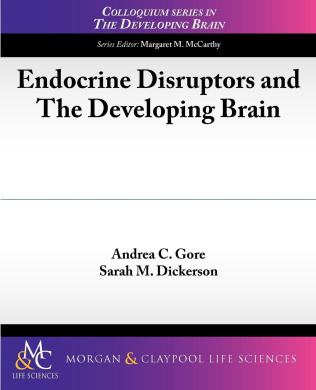 COLLOQUIUM SERIES IN
THE DEVELOPING BRAIN
Series Editor: Margaret M. McCarthy
Endocrine Disruptors and
The Developing Brain
Andrea C. Gore
Sarah M. Dickerson
M&C
LIFE SCIENCES
MORGAN & CLAYPOOL LIFE SCIENCES